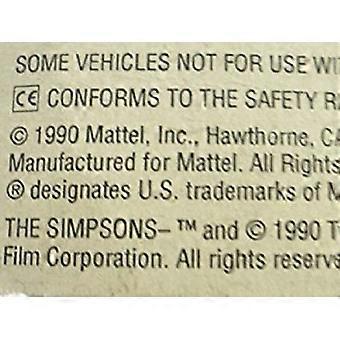 SOME VEHICLES NOT FOR USE WI
CE CONFORMS TO THE SAFETY R
© 1990 Mattel, Inc., Hawthorne, CA
Manufactured for Mattel. All Rights
® designates U.S. trademarks of M
THE SIMPSONS– ™ and © 1990 T
Film Corporation. All rights reserv